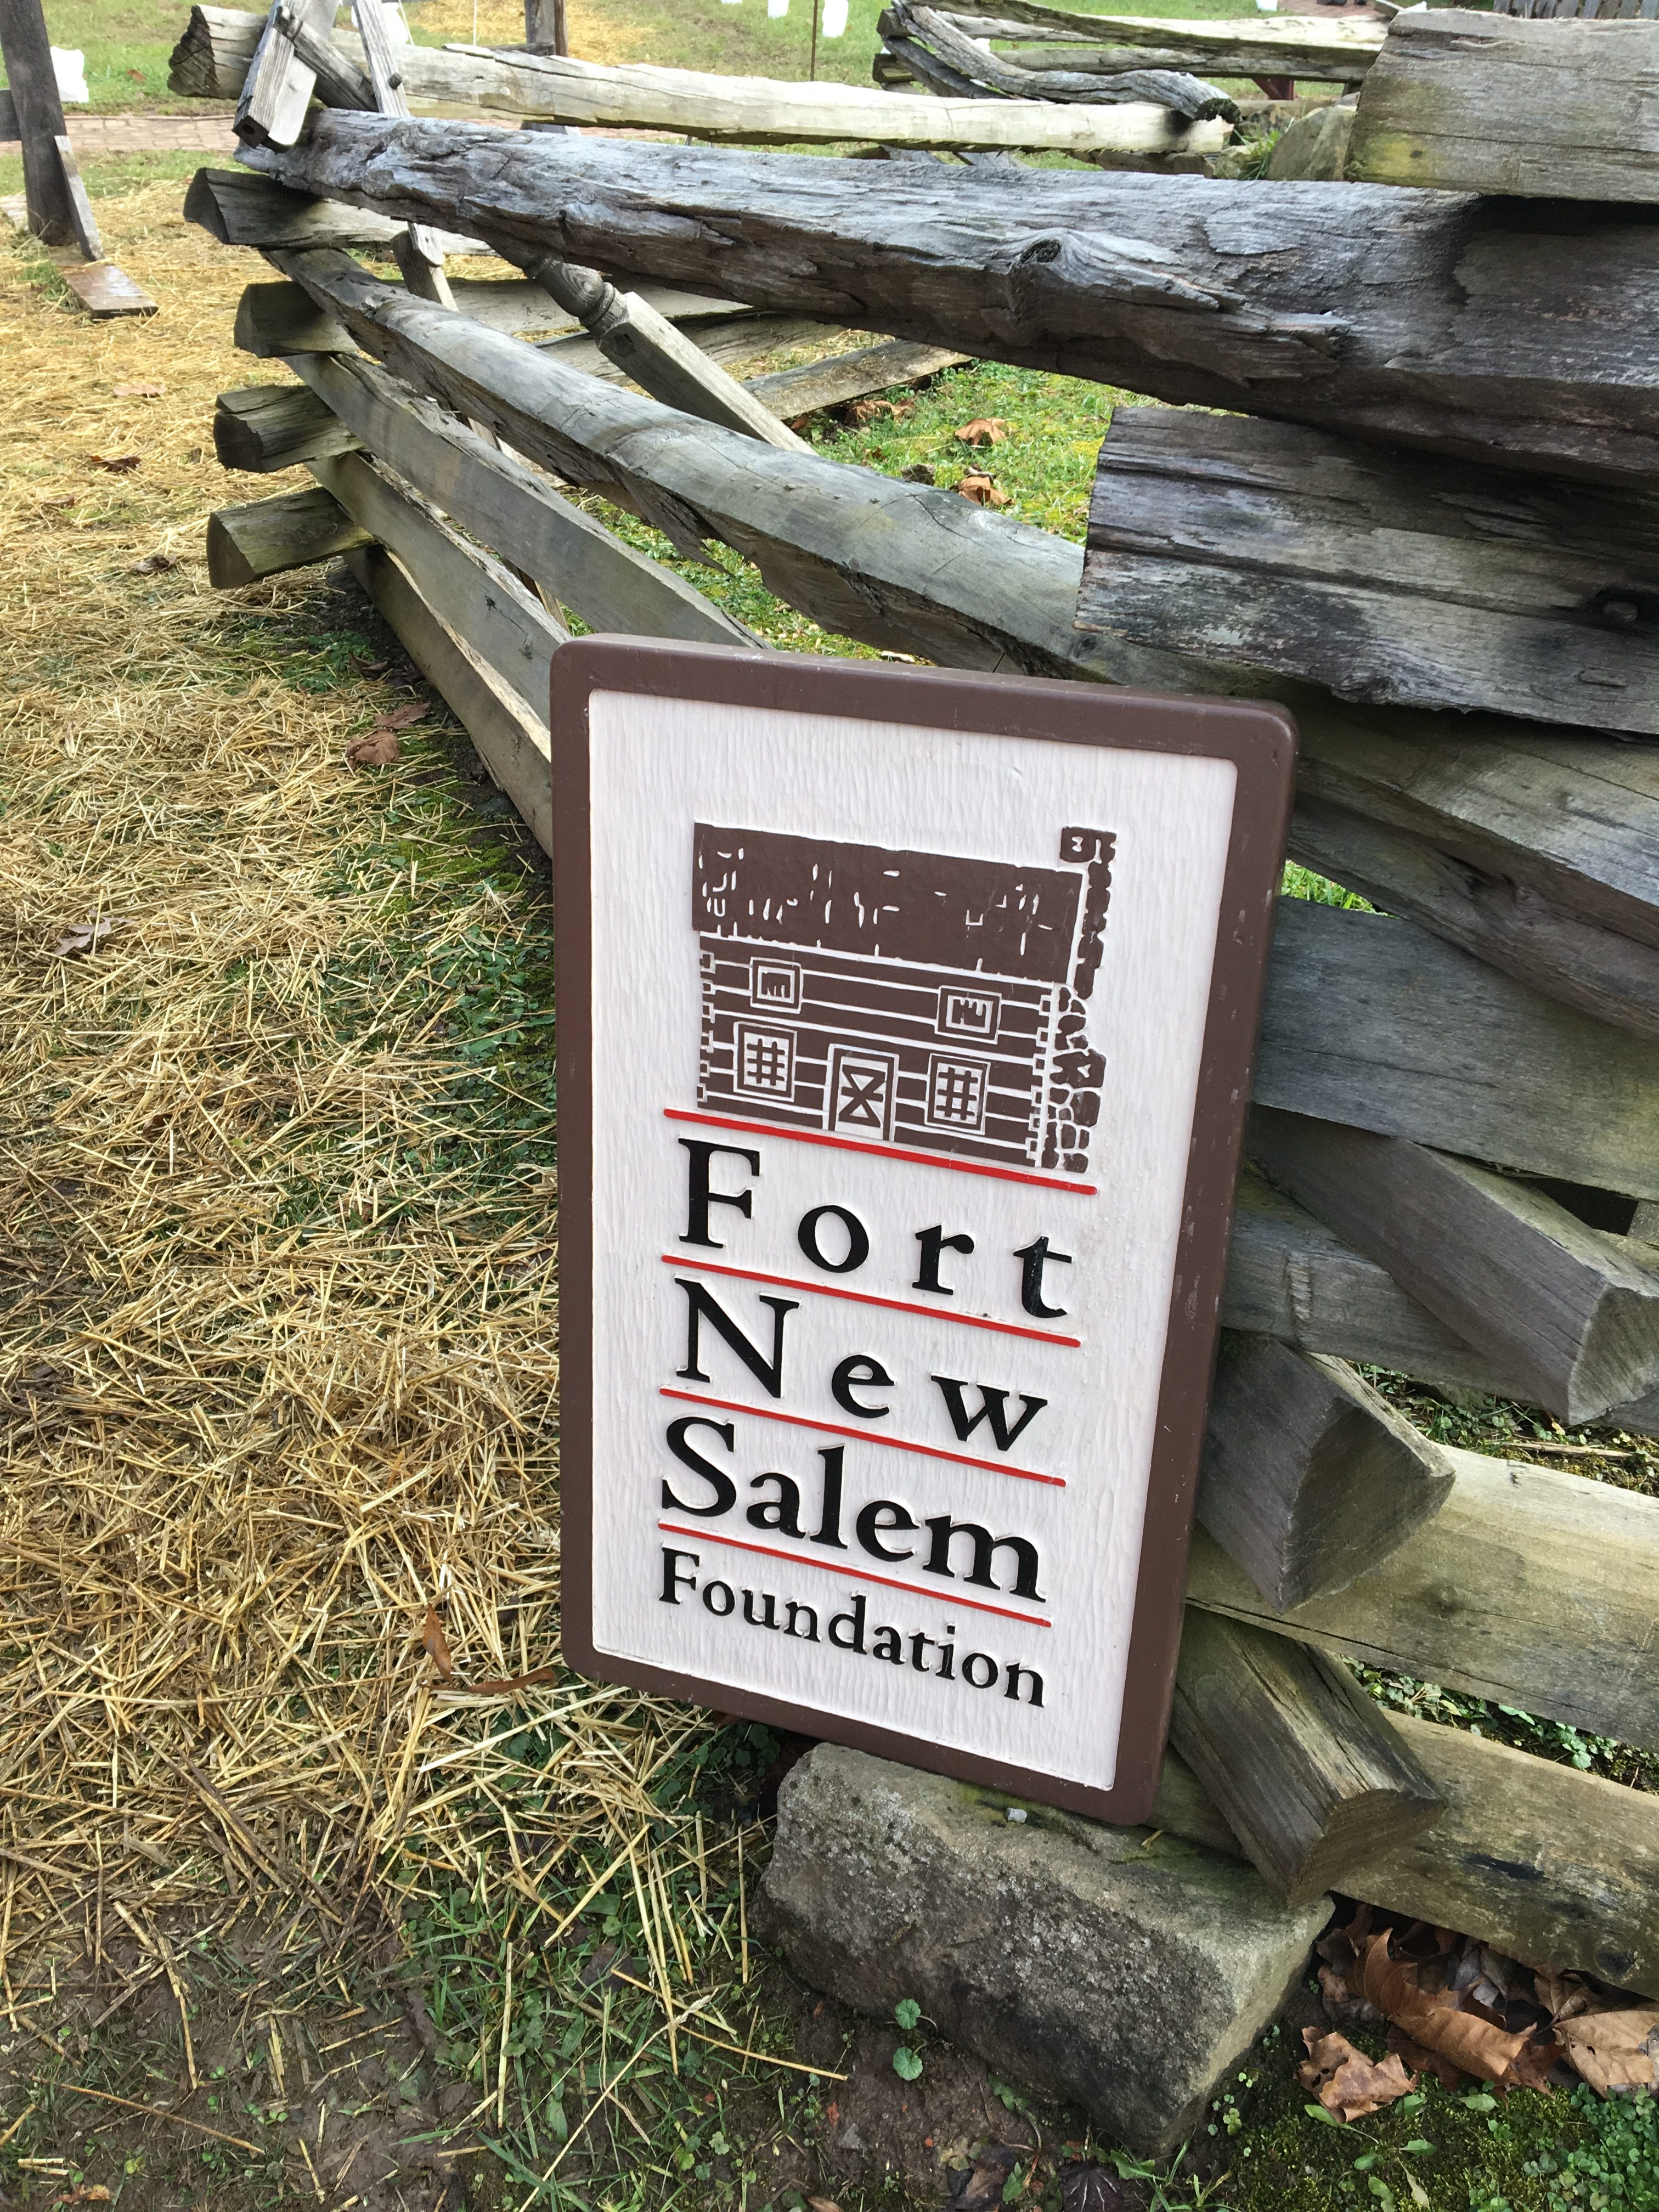 Fort
New
Salem
Foundation